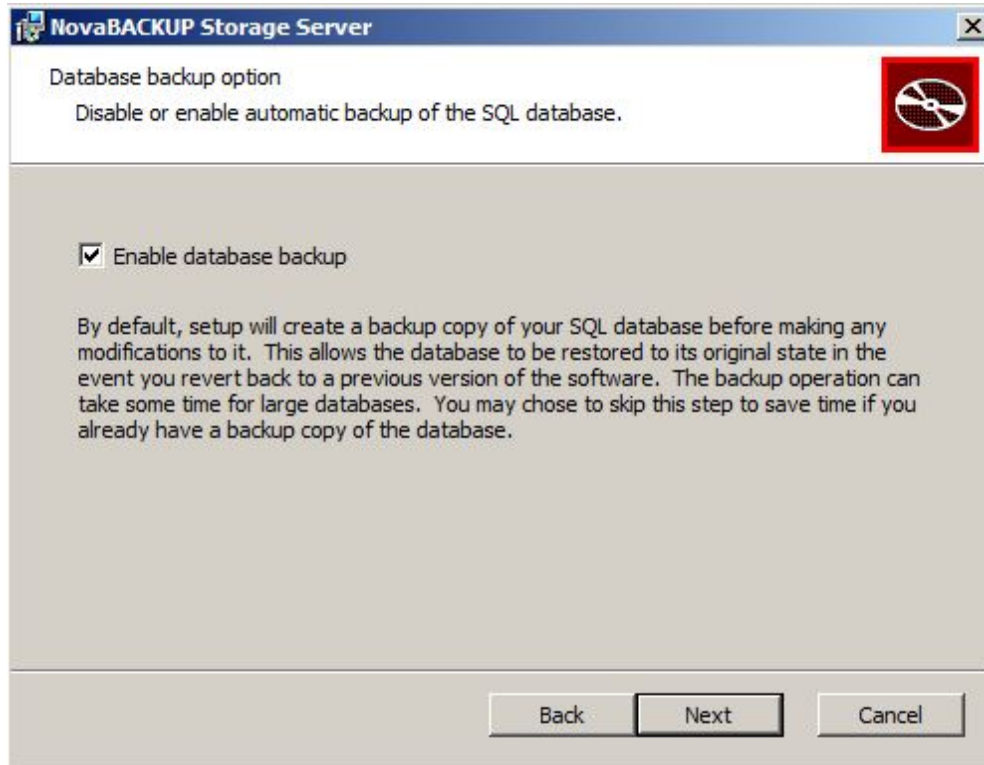 NovaBACKUP Storage Server
Database backup option
Disable or enable automatic backup of the SQL database.
Enable database backup
By default, setup will create a backup copy of your SQL database before making any
modifications to it. This allows the database to be restored to its original state in the
event you revert back to a previous version of the software. The backup operation can
take some time for large databases. You may chose to skip this step to save time if you
already have a backup copy of the database.
Back Next Cancel